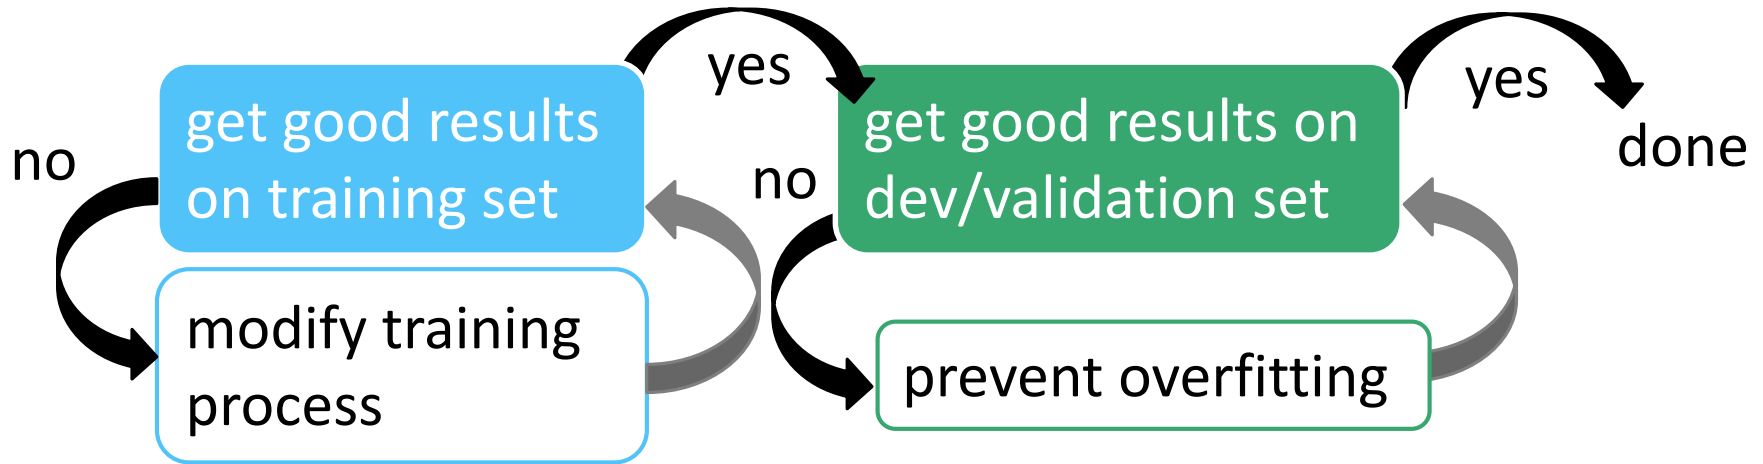 yes
yes
get good results
on training set
no
get good results on
dev/validation set
no
done
modify training
process
prevent overfitting